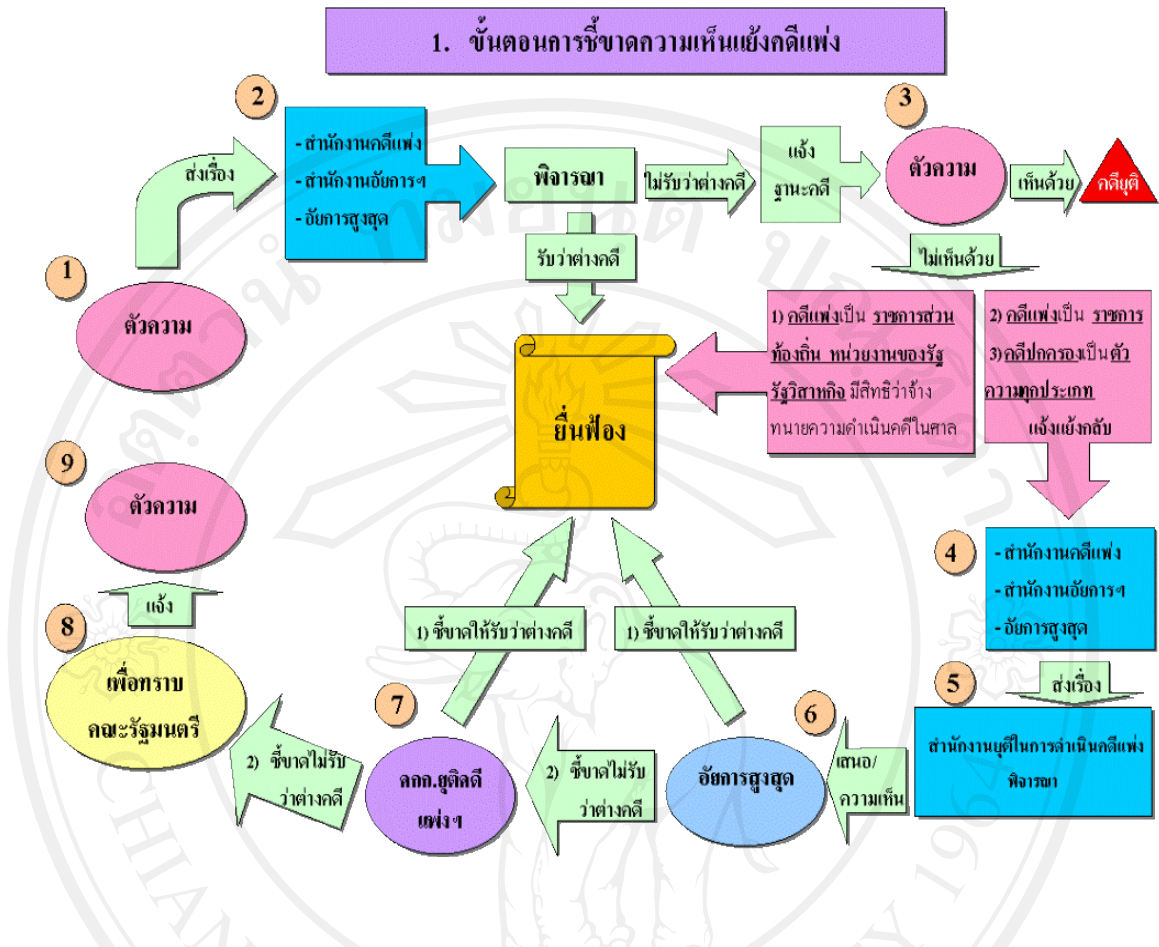 1. ขั้นตอนการชี้ขาดความเห็นแย้งคดีแพ่ง
1
ตัวความ
ส่งเรื่อง
2
- สำนักงานคดีแพ่ง
- สำนักงานอัยการฯ
- อัยการสูงสุด
พิจารณา
ไม่รับว่าต่างคดี
แจ้ง
ฐานะคดี
3
ตัวความ
เห็นด้วย
คดียุติ
รับว่าต่างคดี
ไม่เห็นด้วย
1) คดีแพ่งเป็น ราชการส่วน
ท้องถิ่น หน่วยงานของรัฐ
รัฐวิสาหกิจ มีสิทธิว่าจ้าง
ทนายความดำเนินคดีในศาล
2) คดีแพ่งเป็น ราชการ
3)คดีปกครองเป็นตัว
ความทุกประเภท
แจ้งแย้งกลับ
ยื่นฟ้อง
4
- สำนักงานคดีแพ่ง
- สำนักงานอัยการฯ
- อัยการสูงสุด
ส่งเรื่อง
5
สำนักงานยุติในการดำเนินคดีแพ่ง
พิจารณา
เสนอ/
ความเห็น
6
อัยการสูงสุด
1) ชี้ขาดให้รับว่าต่างคดี
2) ชี้ขาดไม่รับ
ว่าต่างคดี
7
คกก.ยุติคดี
แพ่งฯ
1) ชี้ขาดให้รับว่าต่างคดี
2) ชี้ขาดไม่รับ
ว่าต่างคดี
8
เพื่อทราบ
คณะรัฐมนตรี
แจ้ง
9
ตัวความ
1964